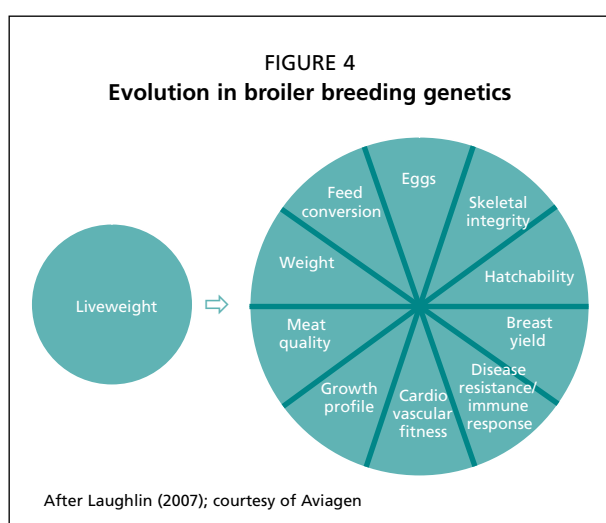 FIGURE 4
Evolution in broiler breeding genetics
Liveweight
Eggs
Skeletal
integrity
Hatchability
Breast
yield
Disease
resistance/
immune
response
Cardio
vascular
fitness
Growth
profile
Meat
quality
Weight
Feed
conversion
After Laughlin (2007); courtesy of Aviagen